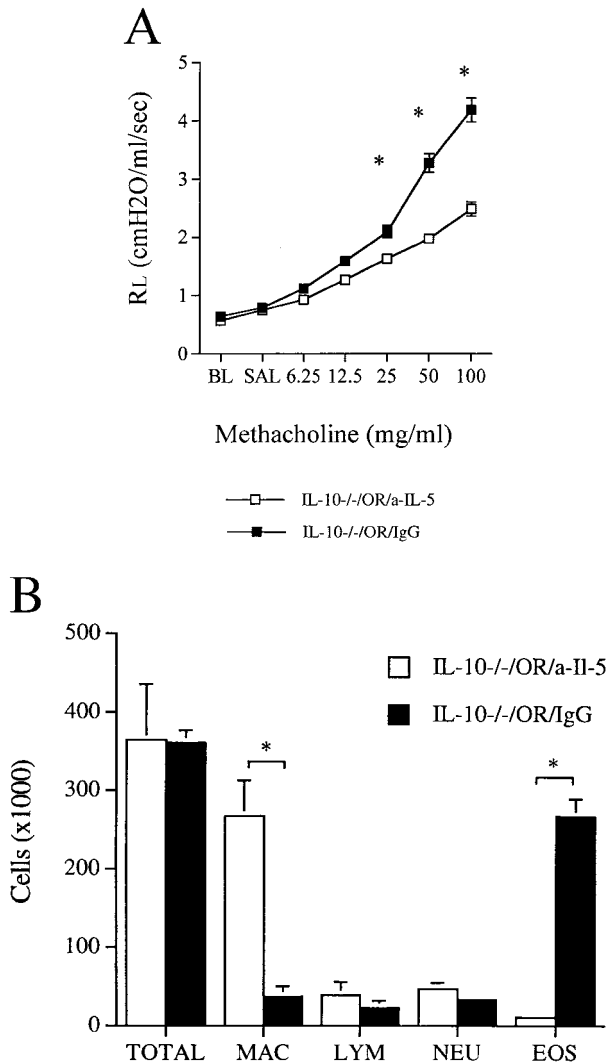 A
*
*
*
5
4
3
2
1
0
RL (cmH2O/ml/sec)
BL SAL 6.25 12.5 25 50 100
Methacholine (mg/ml)
IL-10-/-/OR/a-IL-5
IL-10-/-/OR/IgG
B
500
400
300
200
100
0
Cells (x1000)
IL-10-/-/OR/a-Il-5
IL-10-/-/OR/IgG
*
*
TOTAL MAC LYM NEU EOS